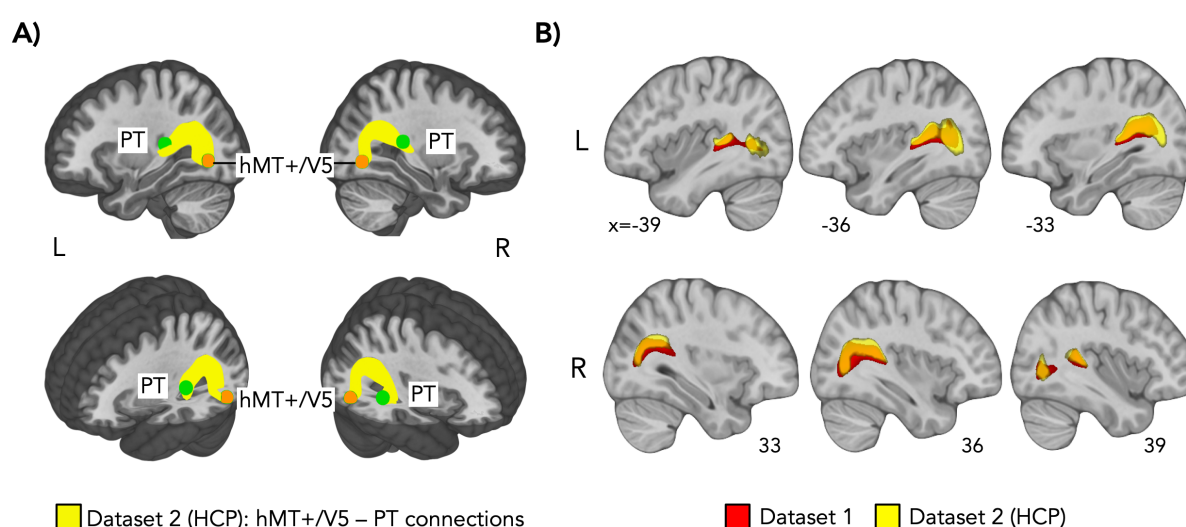 A)
B)
PT
PT
hMT+/V5
L
R
PT
hMT+/V5
PT
Dataset 2 (HCP): hMT+/V5 – PT connections
L
x=-39
-36
-33
R
33
36
39
Dataset 1
Dataset 2 (HCP)